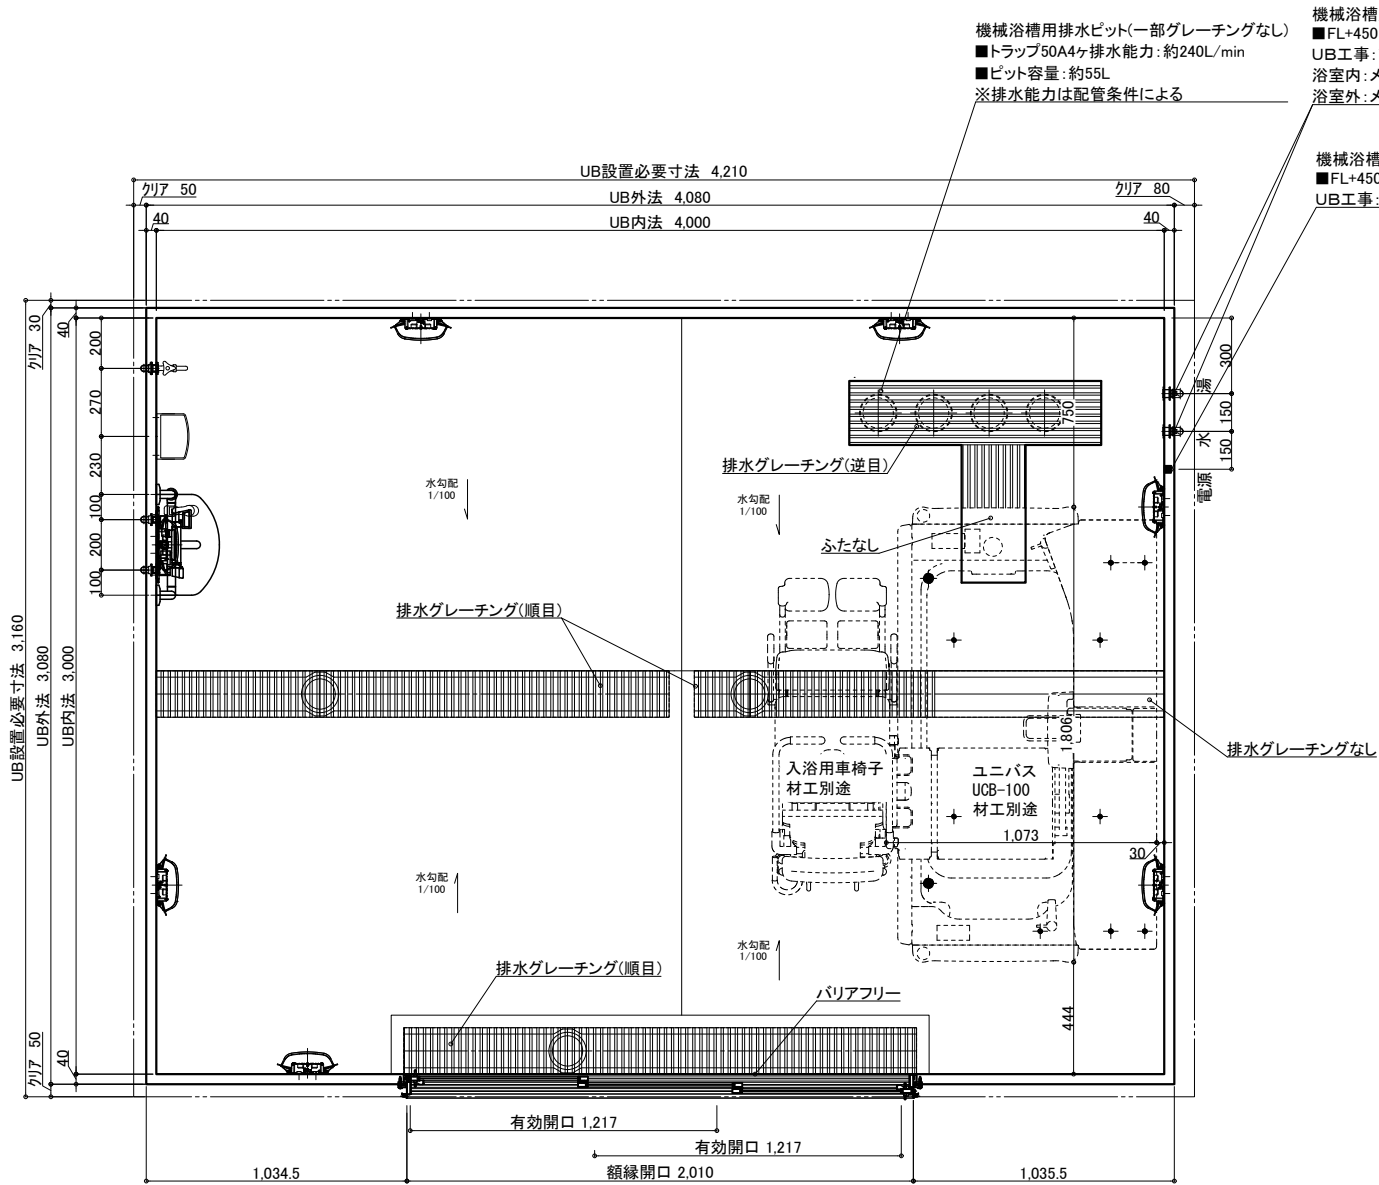 機械浴槽用排水ピット(一部グレーチングなし)
■トラップ50A4ヶ排水能力:約240L/min
■ピット容量:約55L
※排水能力は配管条件による
機械浴槽
■FL+450
UB工事:
浴室内:メ
浴室外:メ
機械浴槽
■FL+450
UB工事:
UB設置必要寸法 4,210
クリア 50
UB外法 4,080
クリア 80
40
UB内法 4,000
40
クリア 30
40
200
270
230
100
200
100
UB設置必要寸法 3,160
UB外法 3,080
UB内法 3,000
クリア 50
40
300
湯
150
水
150
電源
750
排水グレーチング(逆目)
水勾配
1/100
水勾配
1/100
ふたなし
排水グレーチング(順目)
1,806
排水グレーチングなし
入浴用車椅子
材工別途
ユニバス
UCB-100
材工別途
1,073
30
水勾配
1/100
水勾配
1/100
排水グレーチング(順目)
バリアフリー
444
有効開口 1,217
有効開口 1,217
1,034.5
額縁開口 2,010
1,035.5